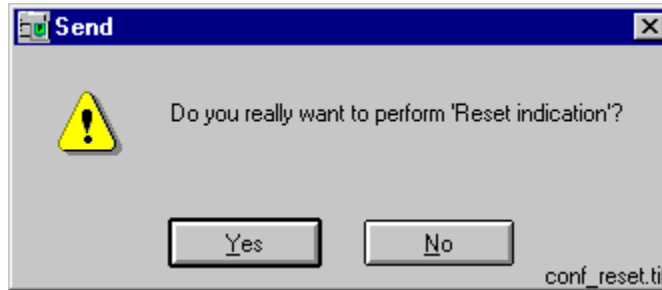 Send
Do you really want to perform 'Reset indication'?
Yes
No
conf_reset.ti